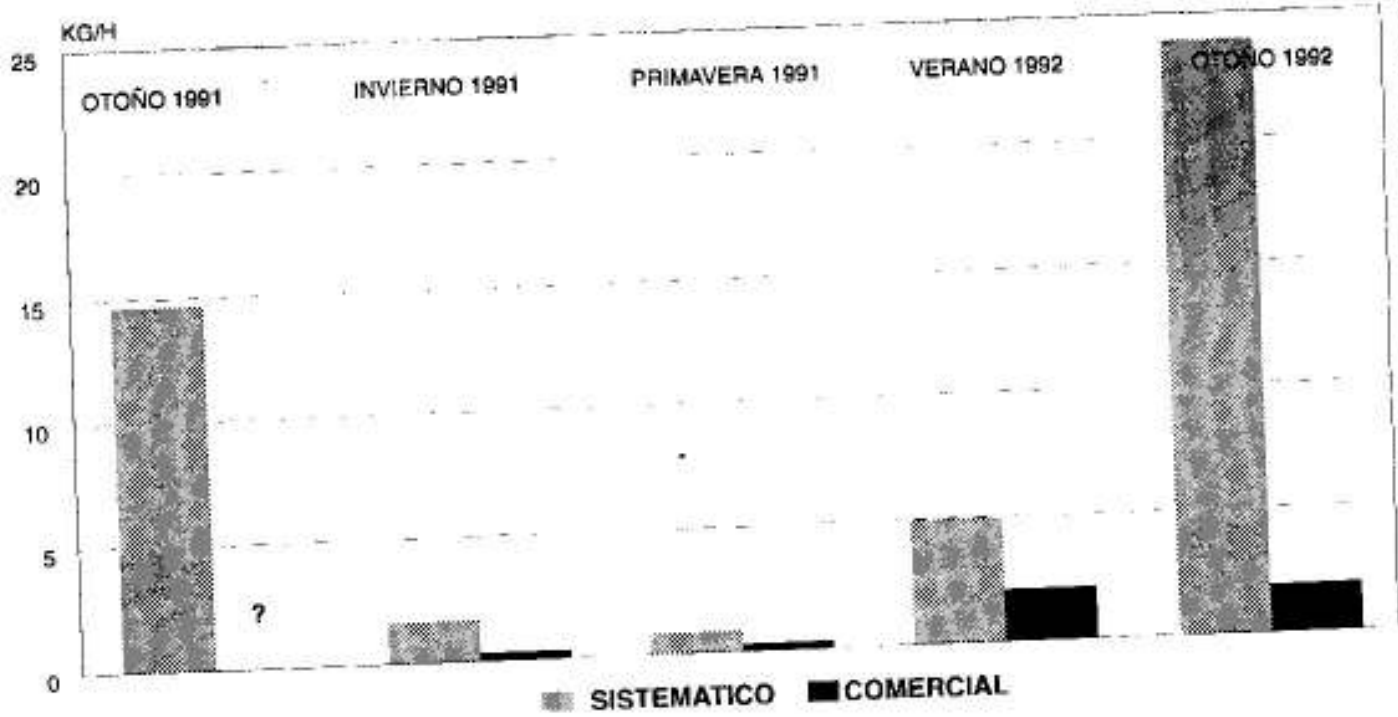 KG/H
25
OTOÑO 1991
INVIERNO 1991
PRIMAVERA 1991
VERANO 1992
OTOÑO 1992
20
15
10
5
?
0
SISTEMATICO
COMERCIAL